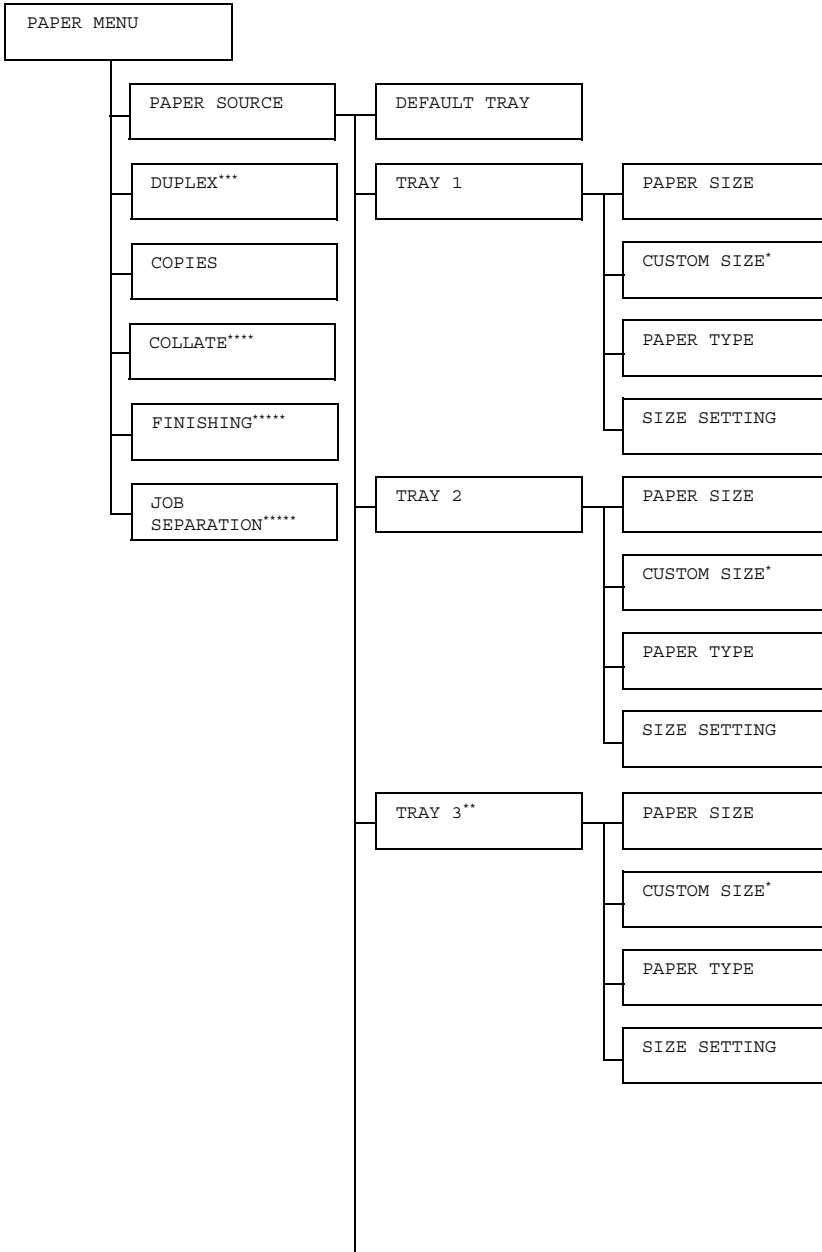 PAPER MENU
PAPER SOURCE
DEFAULT TRAY
DUPLEX***
TRAY 1
PAPER SIZE
COPIES
CUSTOM SIZE*
COLLATE****
PAPER TYPE
FINISHING*****
SIZE SETTING
JOB
SEPARATION*****
TRAY 2
PAPER SIZE
CUSTOM SIZE*
PAPER TYPE
SIZE SETTING
TRAY 3**
PAPER SIZE
CUSTOM SIZE*
PAPER TYPE
SIZE SETTING